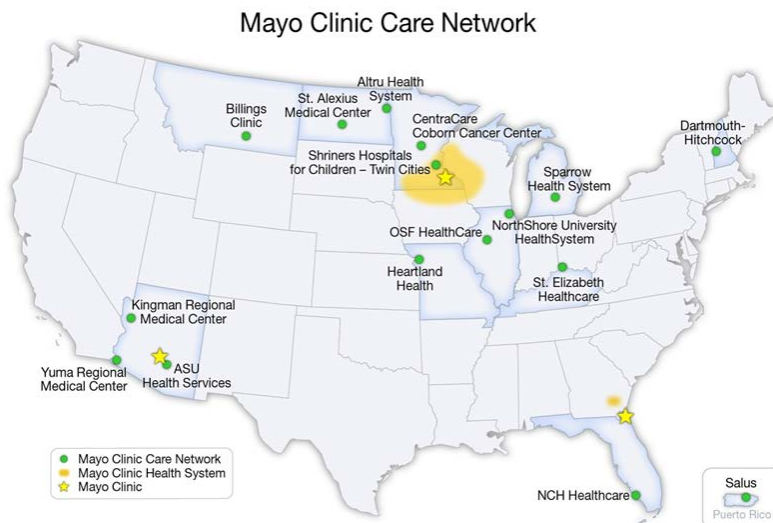 Mayo Clinic Care Network
Altru Health
System
St. Alexius
Medical Center
Billings
Clinic
CentraCare
Coborn Cancer Center
Dartmouth-
Hitchcock
Shriners Hospitals
for Children – Twin Cities
Sparrow
Health System
OSF HealthCare
NorthShore University
HealthSystem
Heartland
Health
St. Elizabeth
Healthcare
Kingman Regional
Medical Center
Yuma Regional
Medical Center
ASU
Health Services
Mayo Clinic Care Network
Mayo Clinic Health System
Mayo Clinic
NCH Healthcare
Salus
Puerto Rico